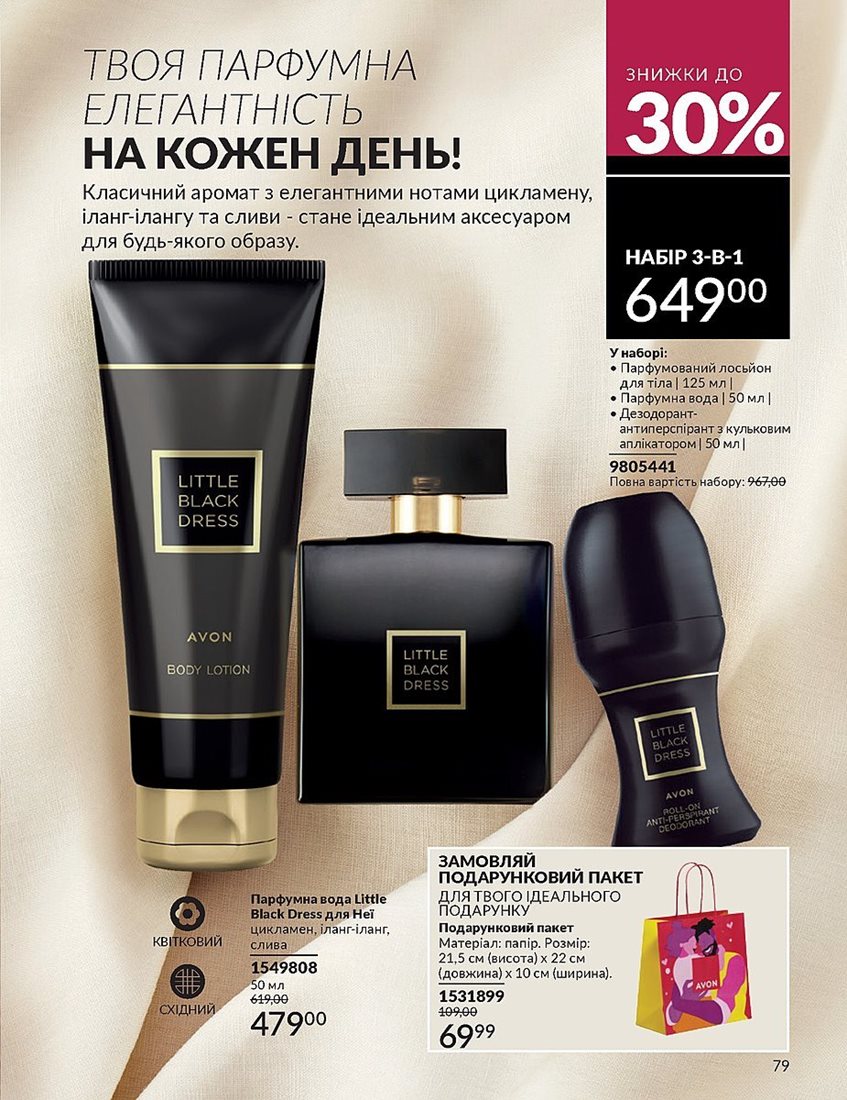 ТВОЯ ПАРФУМНА
ЕЛЕГАНТНІСТЬ
НА КОЖЕН ДЕНЬ!
Класичний аромат з елегантними нотами цикламену,
іланг-ілангу та сливи - стане ідеальним аксесуаром
для будь-якого образу.
ЗНИЖКИ ДО
30%
НАБІР 3-В-1
649⁰⁰
У наборі:
• Парфумований лосьйон
для тіла | 125 мл |
• Парфумна вода | 50 мл |
• Дезодорант-
антиперспірант з кульковим
аплікатором | 50 мл |
9805441
Повна вартість набору: 967,00
LITTLE
BLACK
DRESS
AVON
BODY LOTION
LITTLE
BLACK
DRESS
LITTLE
BLACK
DRESS
AVON
ROLL-ON
ANTI-PERSPIRANT
DEODORANT
КВІТКОВИЙ
СХІДНИЙ
Парфумна вода Little
Black Dress для Неї
цикламен, іланг-іланг,
слива
1549808
50 мл
619,00
479⁰⁰
ЗАМОВЛЯЙ
ПОДАРУНКОВИЙ ПАКЕТ
ДЛЯ ТВОГО ІДЕАЛЬНОГО
ПОДАРУНКУ
Подарунковий пакет
Матеріал: папір. Розмір:
21,5 см (висота) х 22 см
(довжина) х 10 см (ширина).
1531899
109,00
69⁹⁹
AVON
79